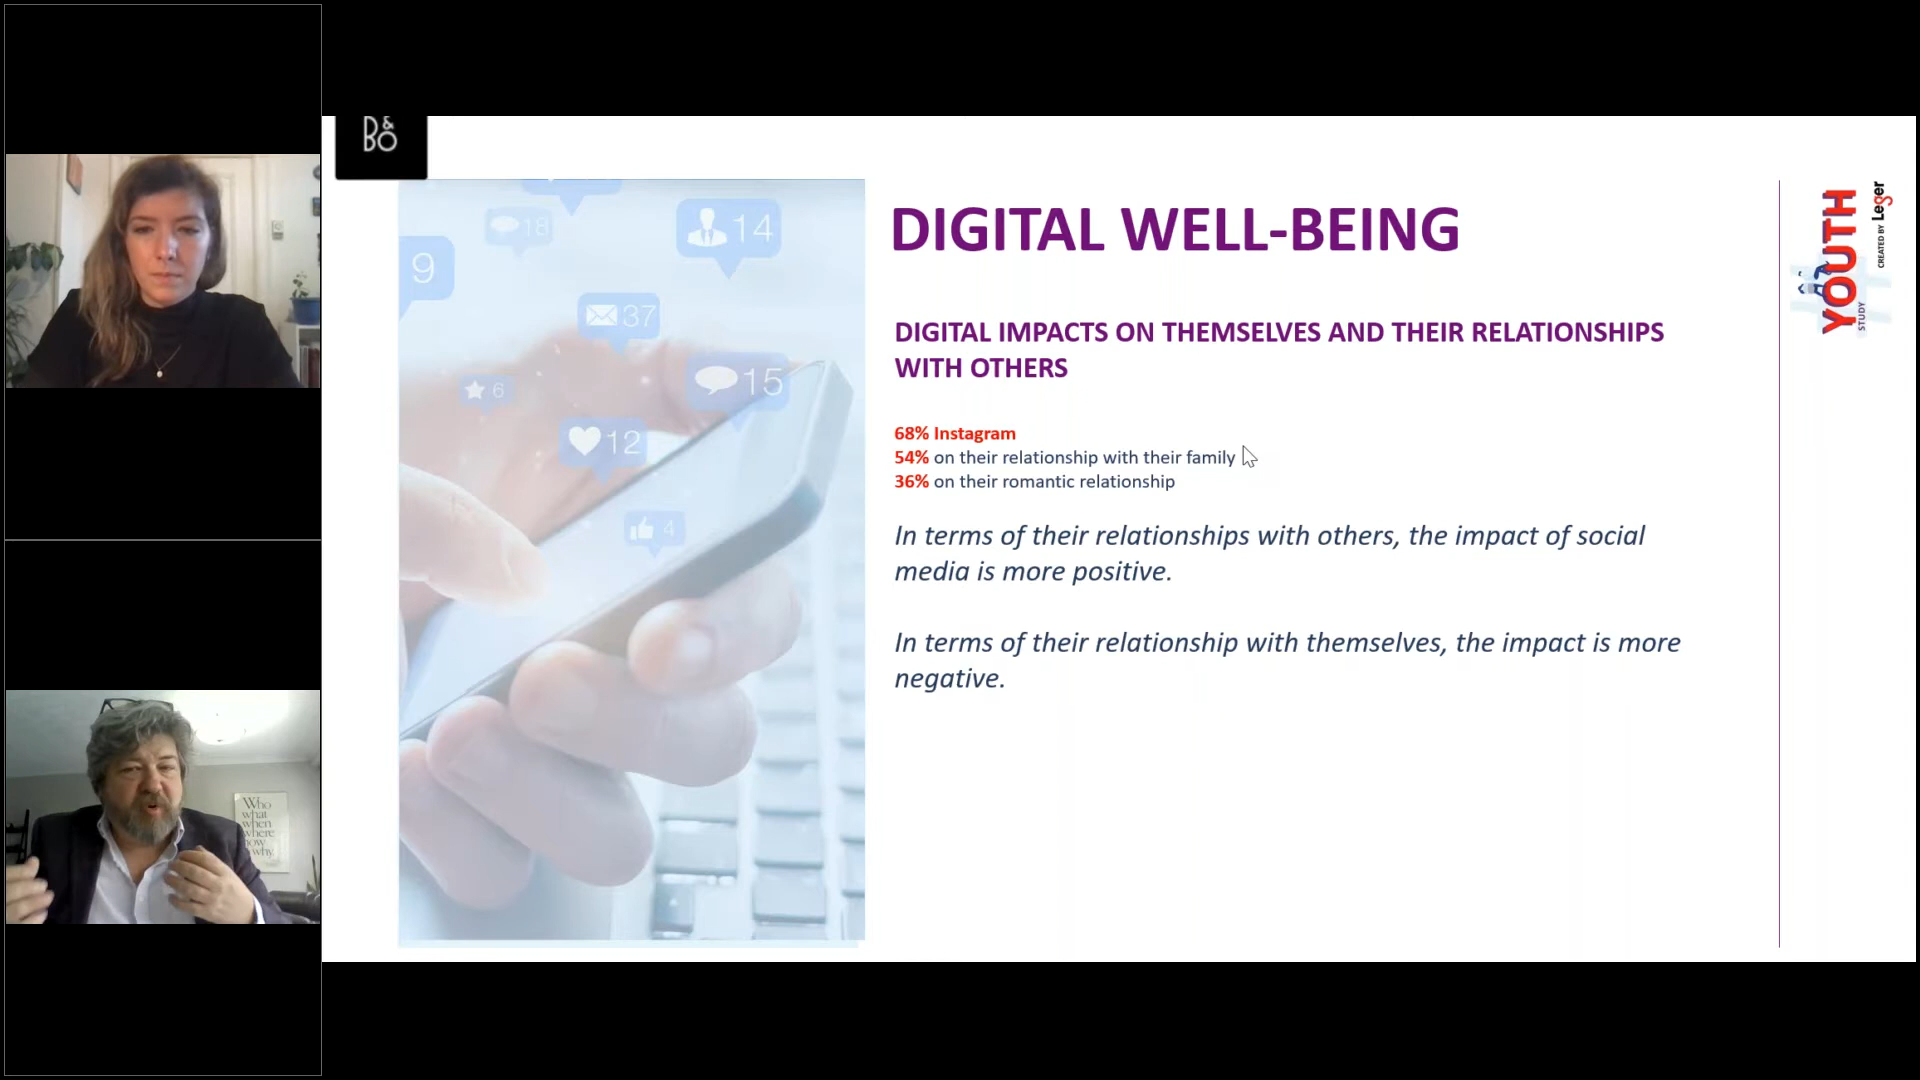 B&
BO
18
14
9
37
6
15
12
4
DIGITAL WELL-BEING
DIGITAL IMPACTS ON THEMSELVES AND THEIR RELATIONSHIPS
WITH OTHERS
68% Instagram
54% on their relationship with their family
36% on their romantic relationship
In terms of their relationships with others, the impact of social
media is more positive.
In terms of their relationship with themselves, the impact is more
negative.
YOUTH
STUDY
CREATED BY Leger
Who
what
when
where
how
why